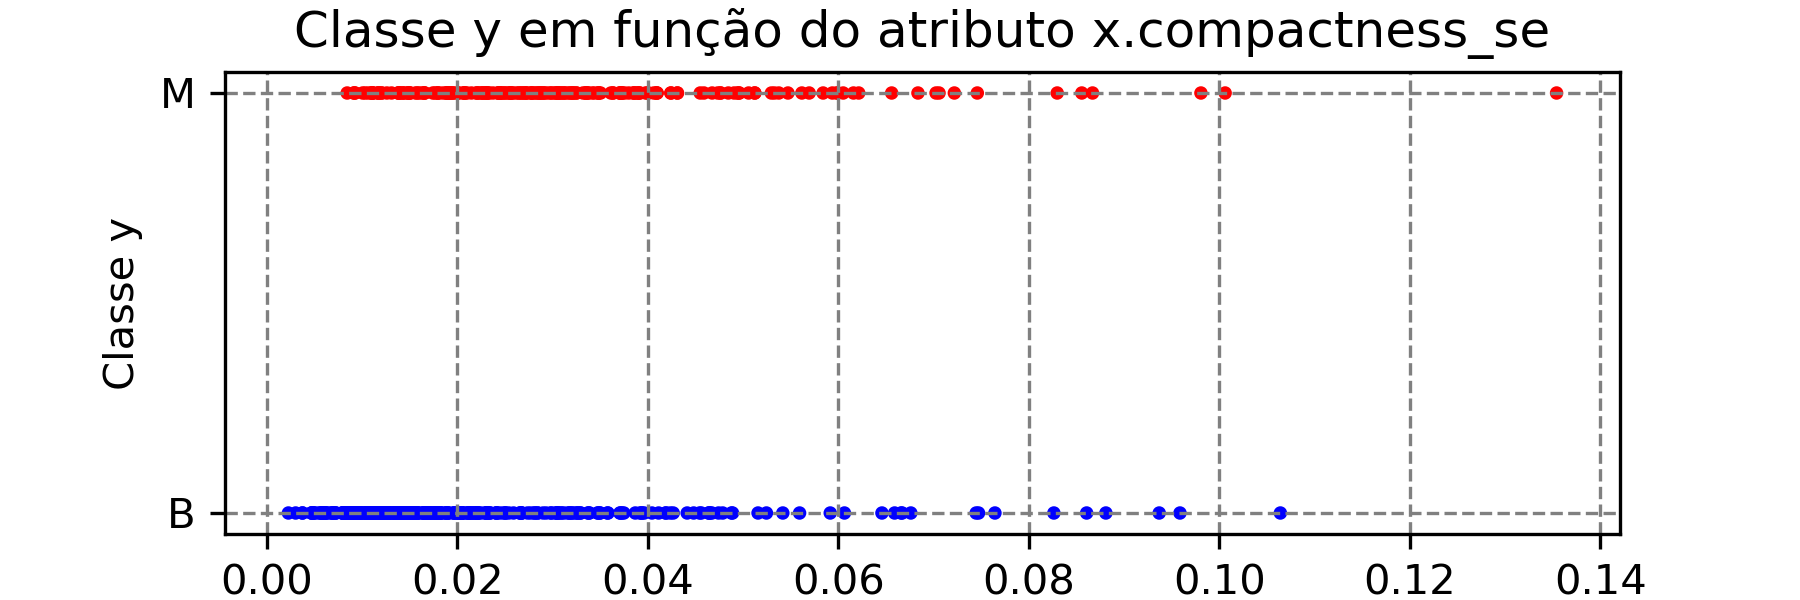 Classe y em função do atributo x.compactness_se
M
Classe y
B
0.00 0.02 0.04 0.06 0.08 0.10 0.12 0.14